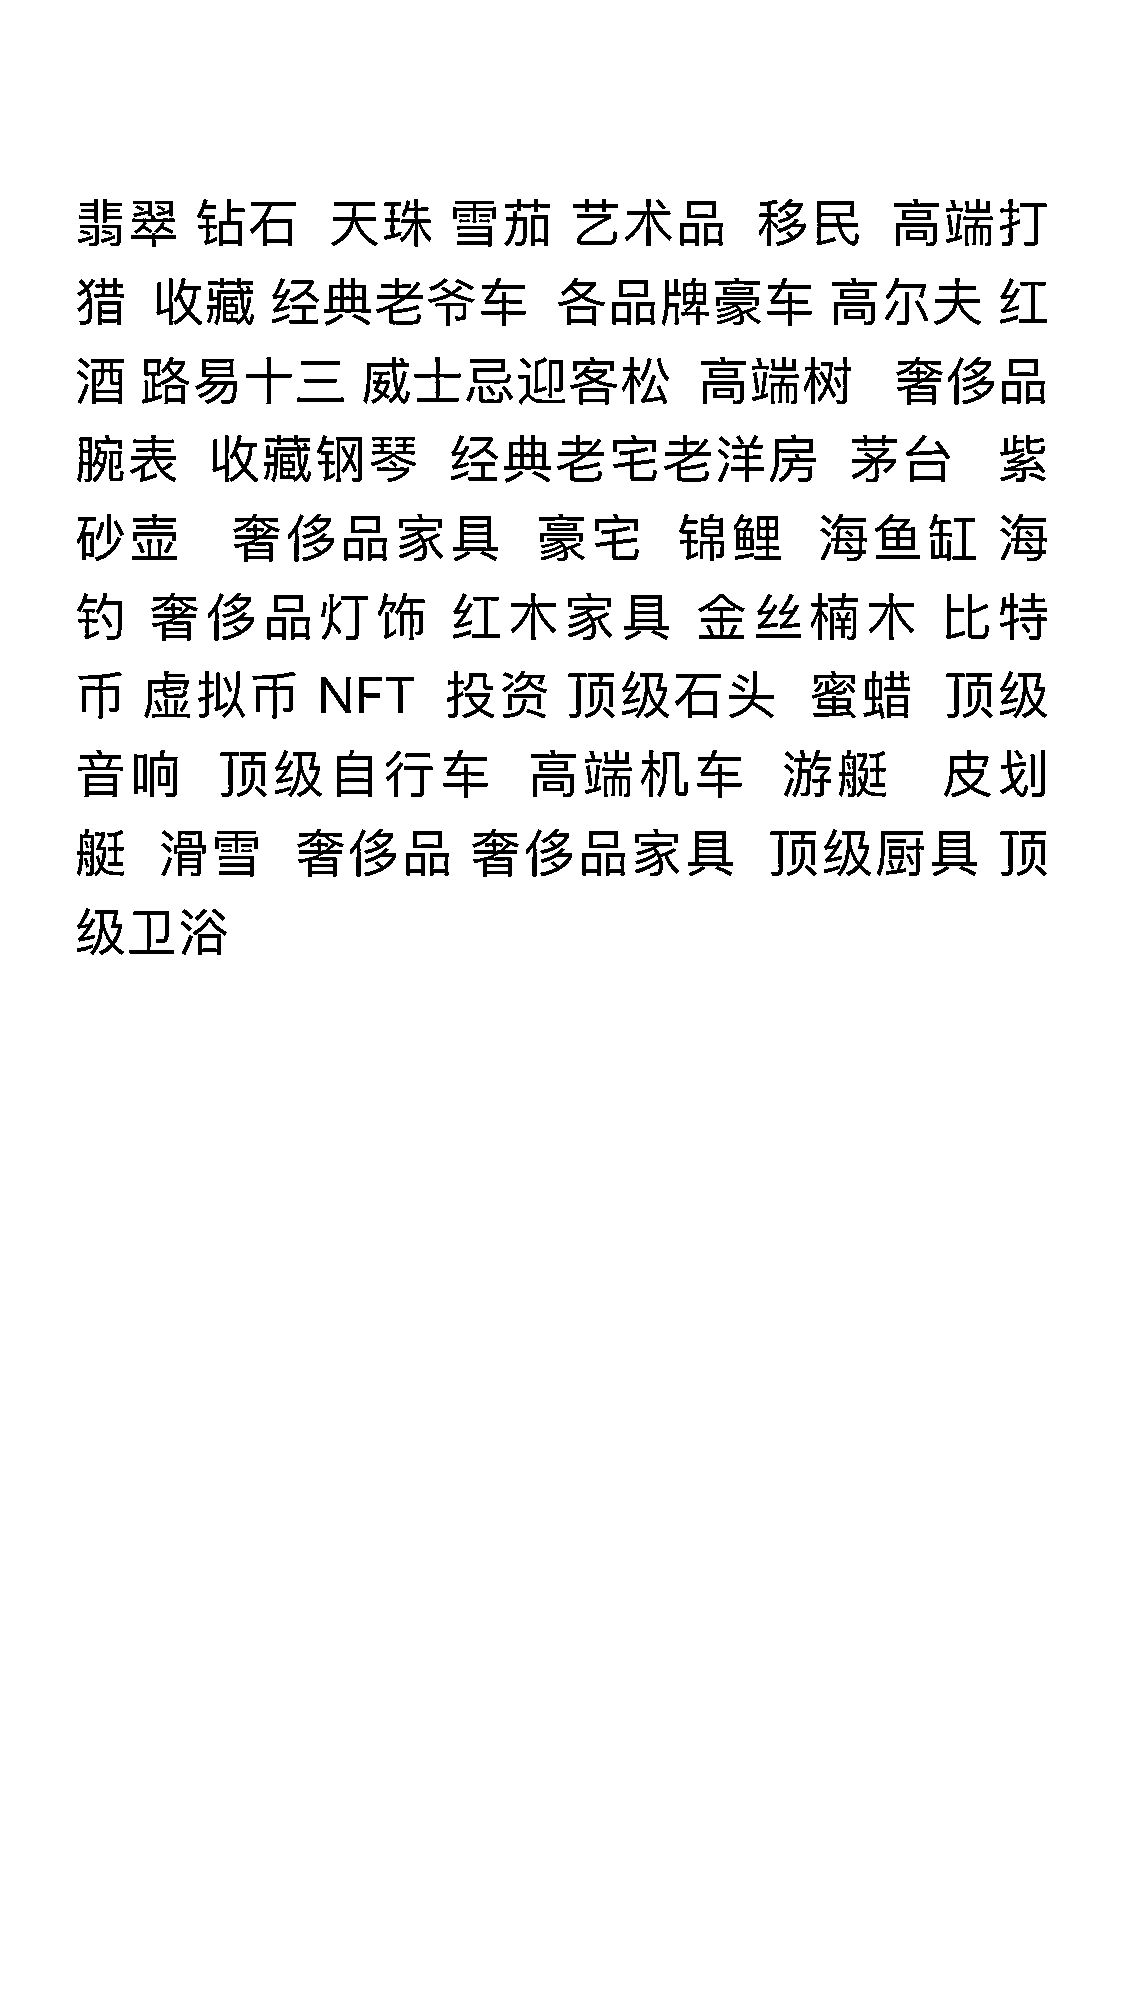 翡翠 钻石 天珠 雪茄 艺术品 移民 高端打
猎 收藏 经典老爷车 各品牌豪车 高尔夫 红
酒 路易十三 威士忌迎客松 高端树 奢侈品
腕表 收藏钢琴 经典老宅老洋房 茅台 紫
砂壶 奢侈品家具 豪宅 锦鲤 海鱼缸 海
钓 奢侈品灯饰 红木家具 金丝楠木 比特
币 虚拟币 NFT 投资 顶级石头 蜜蜡 顶级
音响 顶级自行车 高端机车 游艇 皮划
艇 滑雪 奢侈品 奢侈品家具 顶级厨具 顶
级卫浴